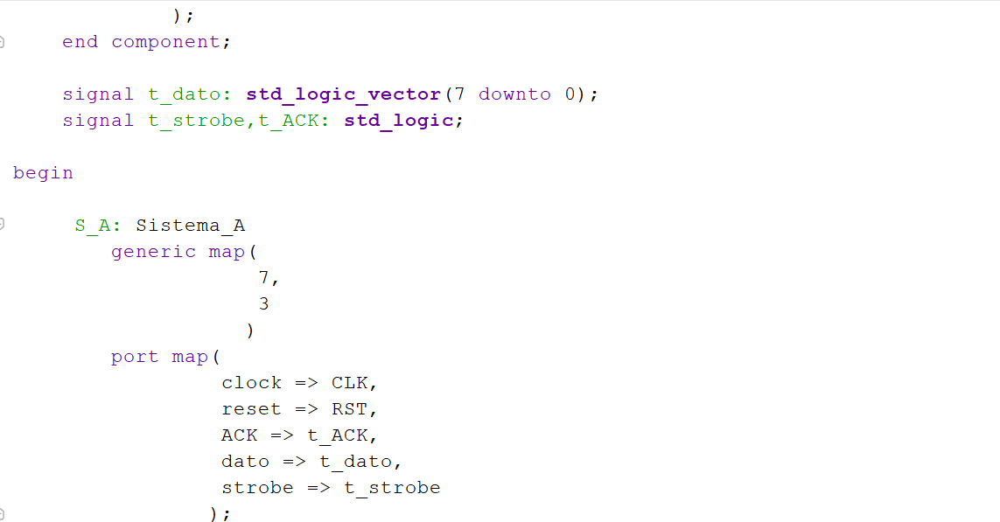 );
end component;
signal t_dato: std_logic_vector(7 downto 0);
signal t_strobe,t_ACK: std_logic;
begin
S_A: Sistema_A
generic map(
7,
3
)
port map(
clock => CLK,
reset => RST,
ACK => t_ACK,
dato => t_dato,
strobe => t_strobe
);